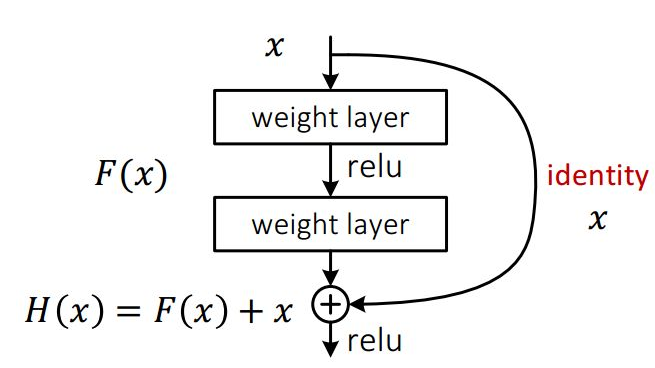 x
weight layer
relu
F(x)
identity
x
weight layer
H(x) = F(x) + x
+
relu